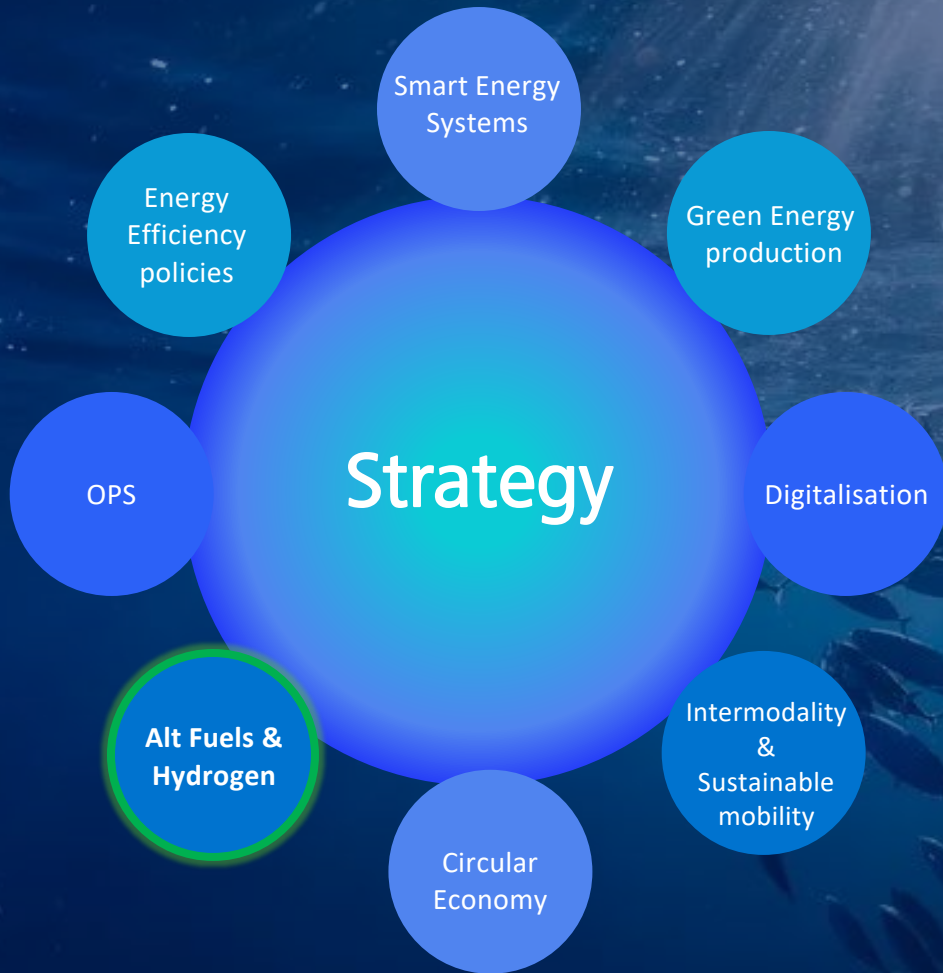 Smart Energy
Systems
Energy
Efficiency
policies
Green Energy
production
Strategy
OPS
Digitalisation
Alt Fuels &
Hydrogen
Intermodality
&
Sustainable
mobility
Circular
Economy